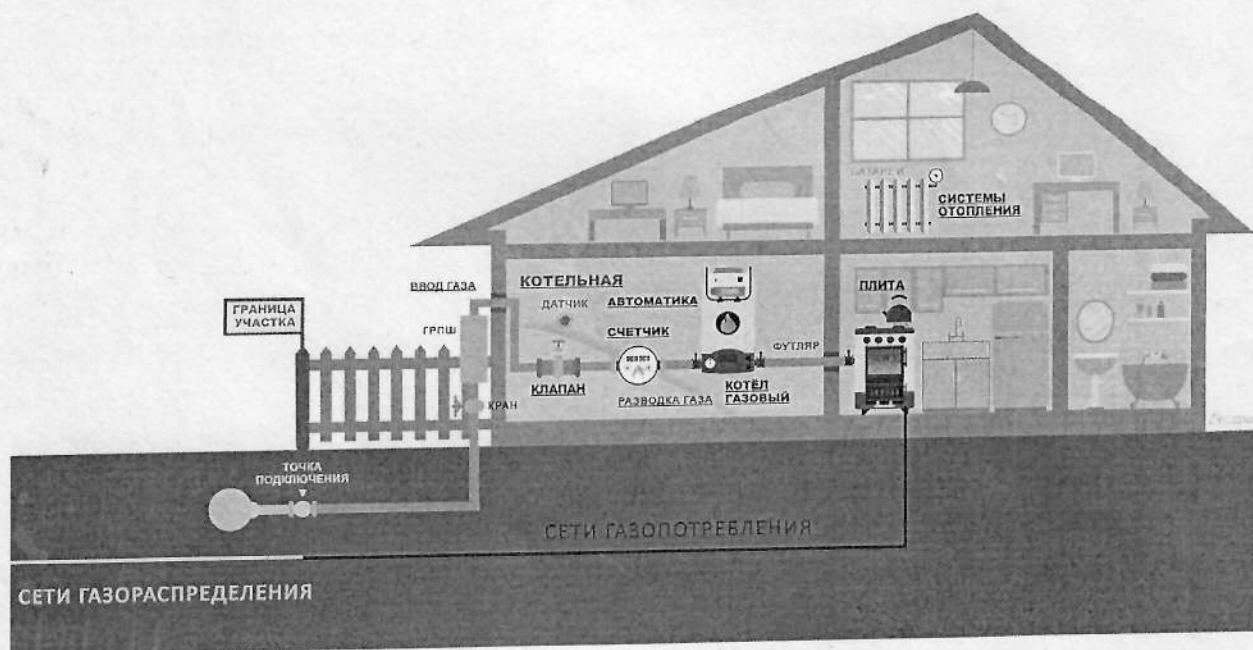 БАТАРЕИ
СИСТЕМЫ
ОТОПЛЕНИЯ
ВВОД ГАЗА
КОТЕЛЬНАЯ
ДАТЧИК
АВТОМАТИКА
ПЛИТА
ГРАНИЦА
УЧАСТКА
ГРПШ
СЧЕТЧИК
ФУТЛЯР
КЛАПАН
РАЗВОДКА ГАЗА
КОТЁЛ
ГАЗОВЫЙ
КРАН
ТОЧКА
ПОДКЛЮЧЕНИЯ
СЕТИ ГАЗОПОТРЕБЛЕНИЯ
СЕТИ ГАЗОРАСПРЕДЕЛЕНИЯ